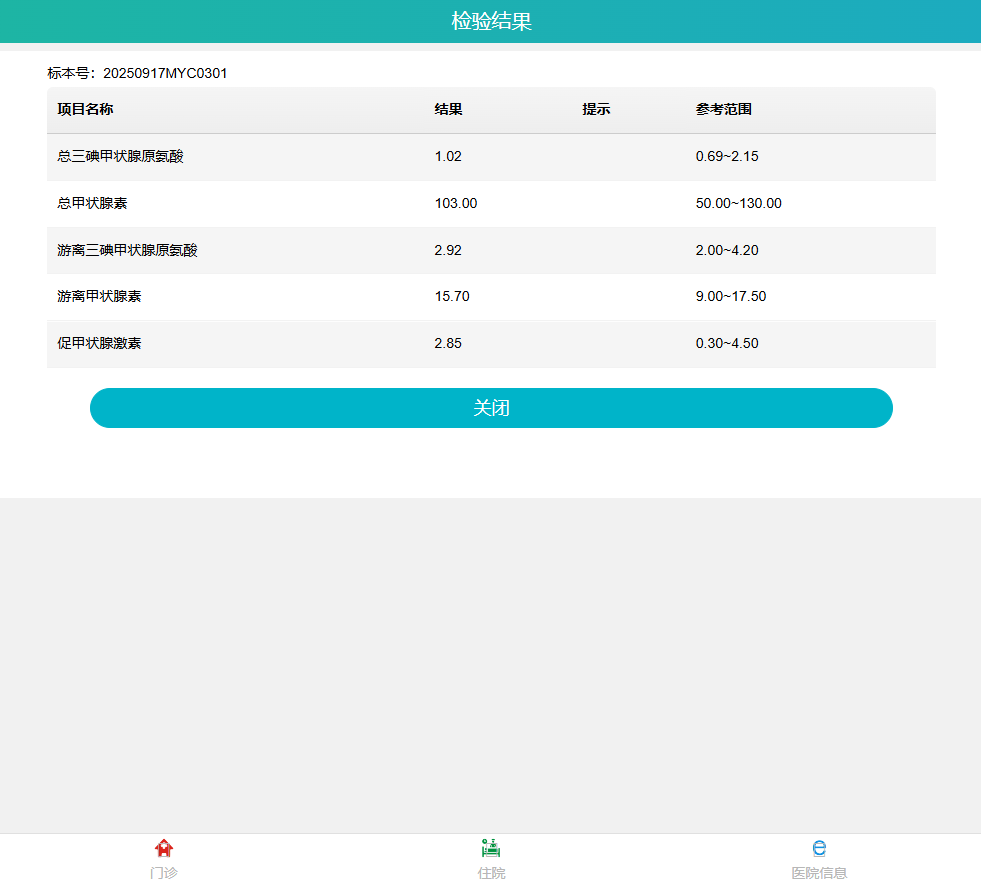 检验结果
标本号：20250917MYC0301
项目名称 结果 提示 参考范围
总三碘甲状腺原氨酸 1.02 0.69~2.15
总甲状腺素 103.00 50.00~130.00
游离三碘甲状腺原氨酸 2.92 2.00~4.20
游离甲状腺素 15.70 9.00~17.50
促甲状腺激素 2.85 0.30~4.50
关闭
门诊 住院 医院信息